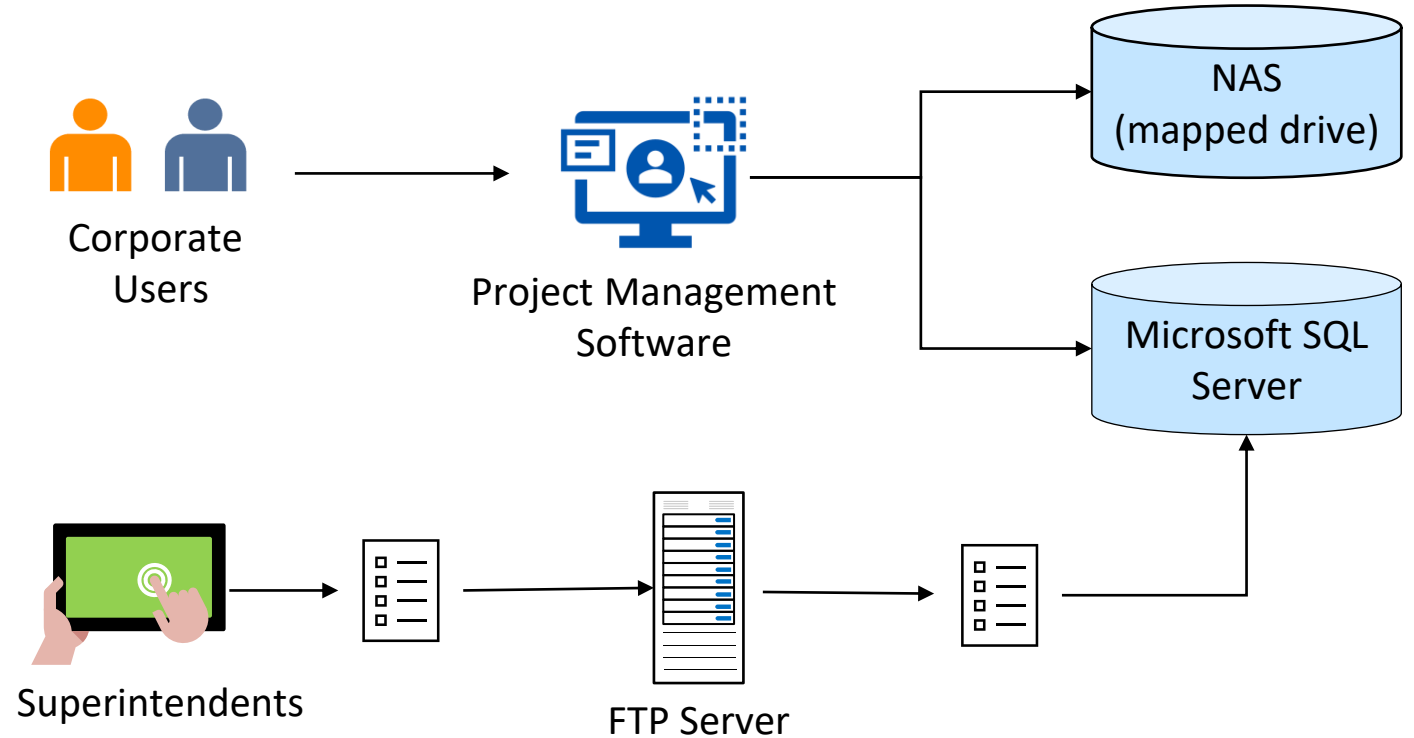 Corporate
Users
Project Management
Software
NAS
(mapped drive)
Microsoft SQL
Server
Superintendents
FTP Server